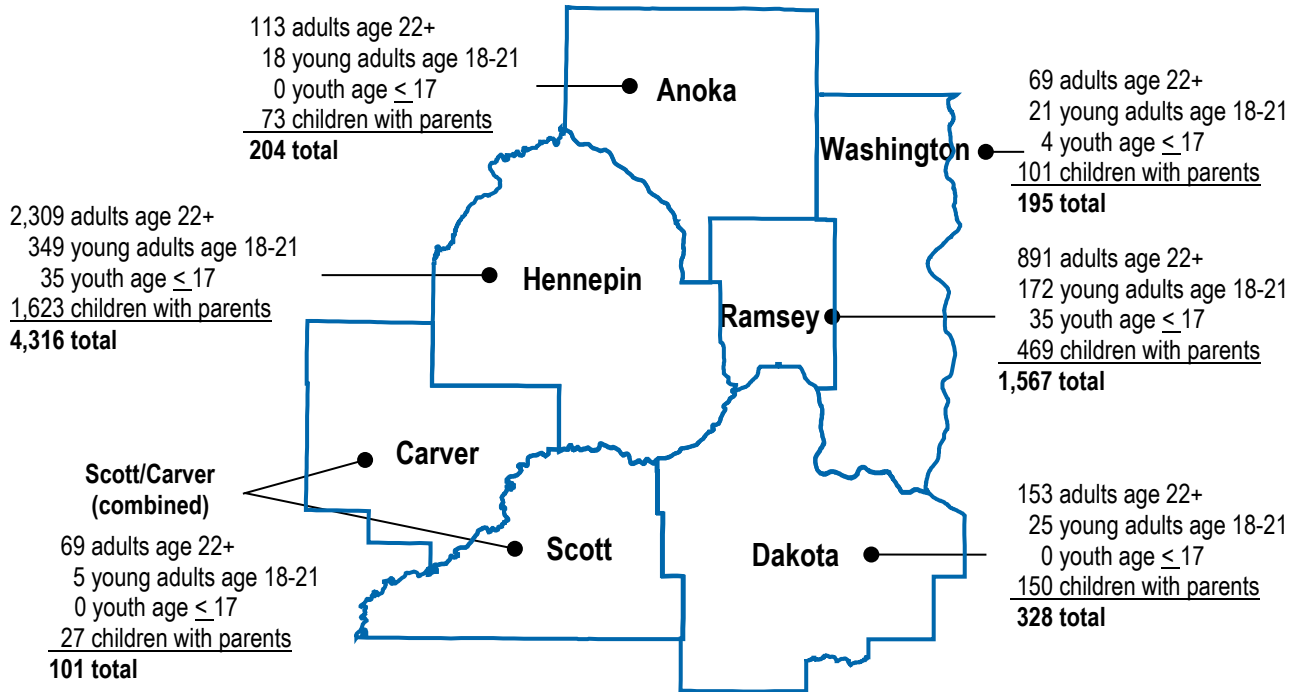 113 adults age 22+
18 young adults age 18-21
0 youth age < 17
73 children with parents
204 total
Anoka
69 adults age 22+
21 young adults age 18-21
4 youth age < 17
101 children with parents
195 total
Washington
2,309 adults age 22+
349 young adults age 18-21
35 youth age < 17
1,623 children with parents
4,316 total
Hennepin
891 adults age 22+
172 young adults age 18-21
35 youth age < 17
469 children with parents
1,567 total
Ramsey
Carver
Scott/Carver
(combined)
69 adults age 22+
5 young adults age 18-21
0 youth age < 17
27 children with parents
101 total
Scott
Dakota
153 adults age 22+
25 young adults age 18-21
0 youth age < 17
150 children with parents
328 total